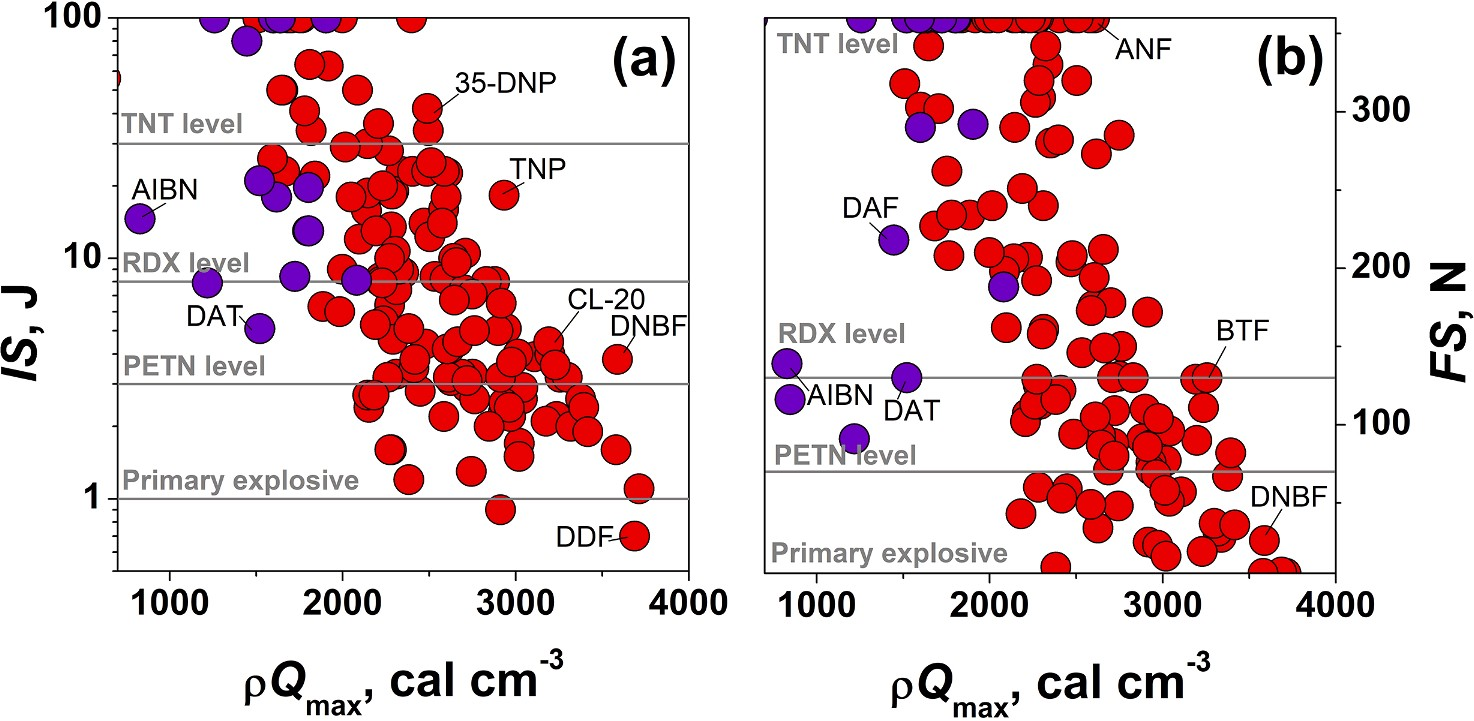 (a)
100
10
1
IS, J
35-DNP
TNT level
TNP
AIBN
RDX level
CL-20
DAT
DNBF
PETN level
Primary explosive
DDF
1000 2000 3000 4000
ρQmax, cal cm-3
(b)
TNT level
ANF
300
DAF
200
RDX level
BTF
AIBN
DAT
100
PETN level
DNBF
Primary explosive
FS, N
1000 2000 3000 4000
ρQmax, cal cm-3